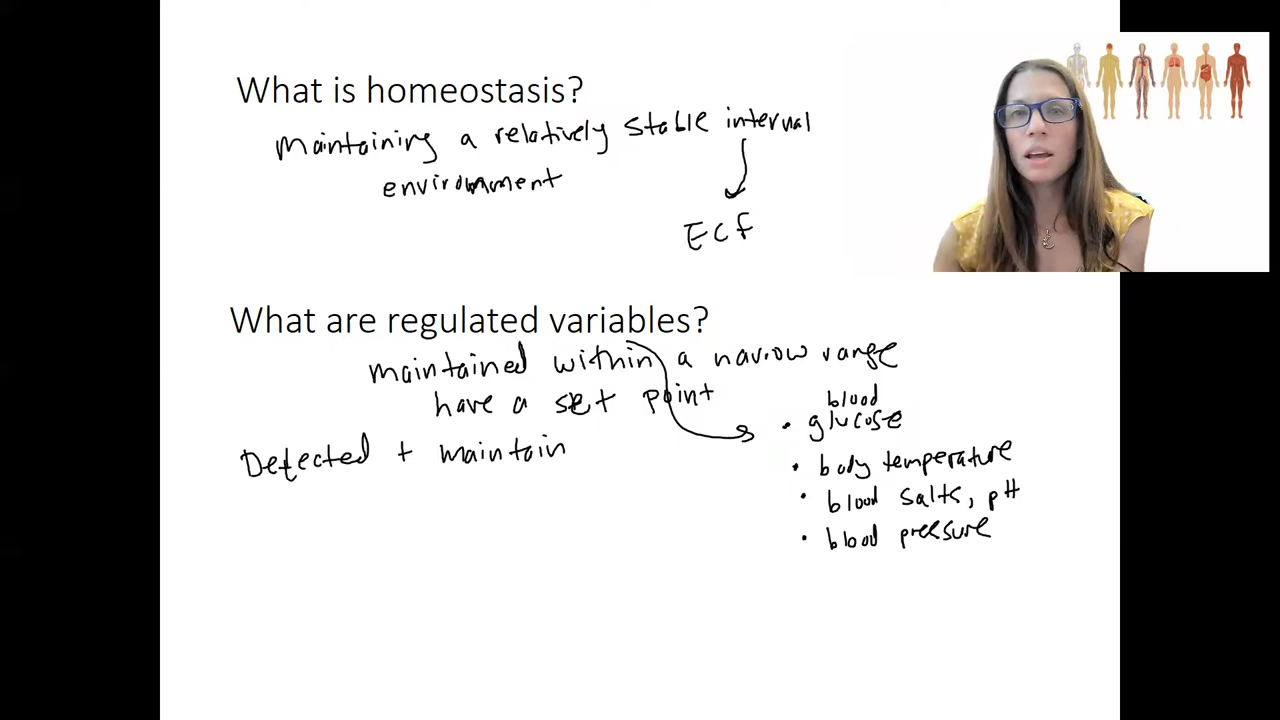 What is homeostasis?
Maintaining a relatively stable internal
environment
ECF
What are regulated variables?
maintained within a narrow range
have a set point
blood
• glucose
Detected + maintain
• body temperature
• blood salts, pH
• blood pressure